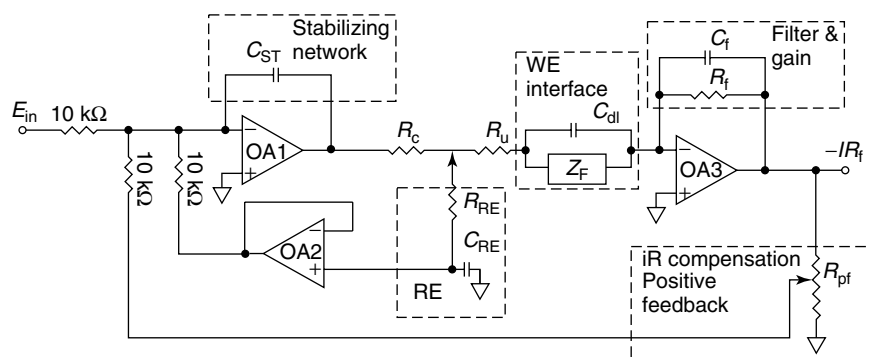 Stabilizing
network
C_ST
E_in
10 kΩ
10 kΩ
10 kΩ
−
+
OA1
R_c
R_u
WE
interface
C_dl
Z_F
C_f
R_f
Filter &
gain
−
+
OA3
−IR_f
−
+
OA2
R_RE
C_RE
RE
iR compensation
Positive
feedback
R_pf